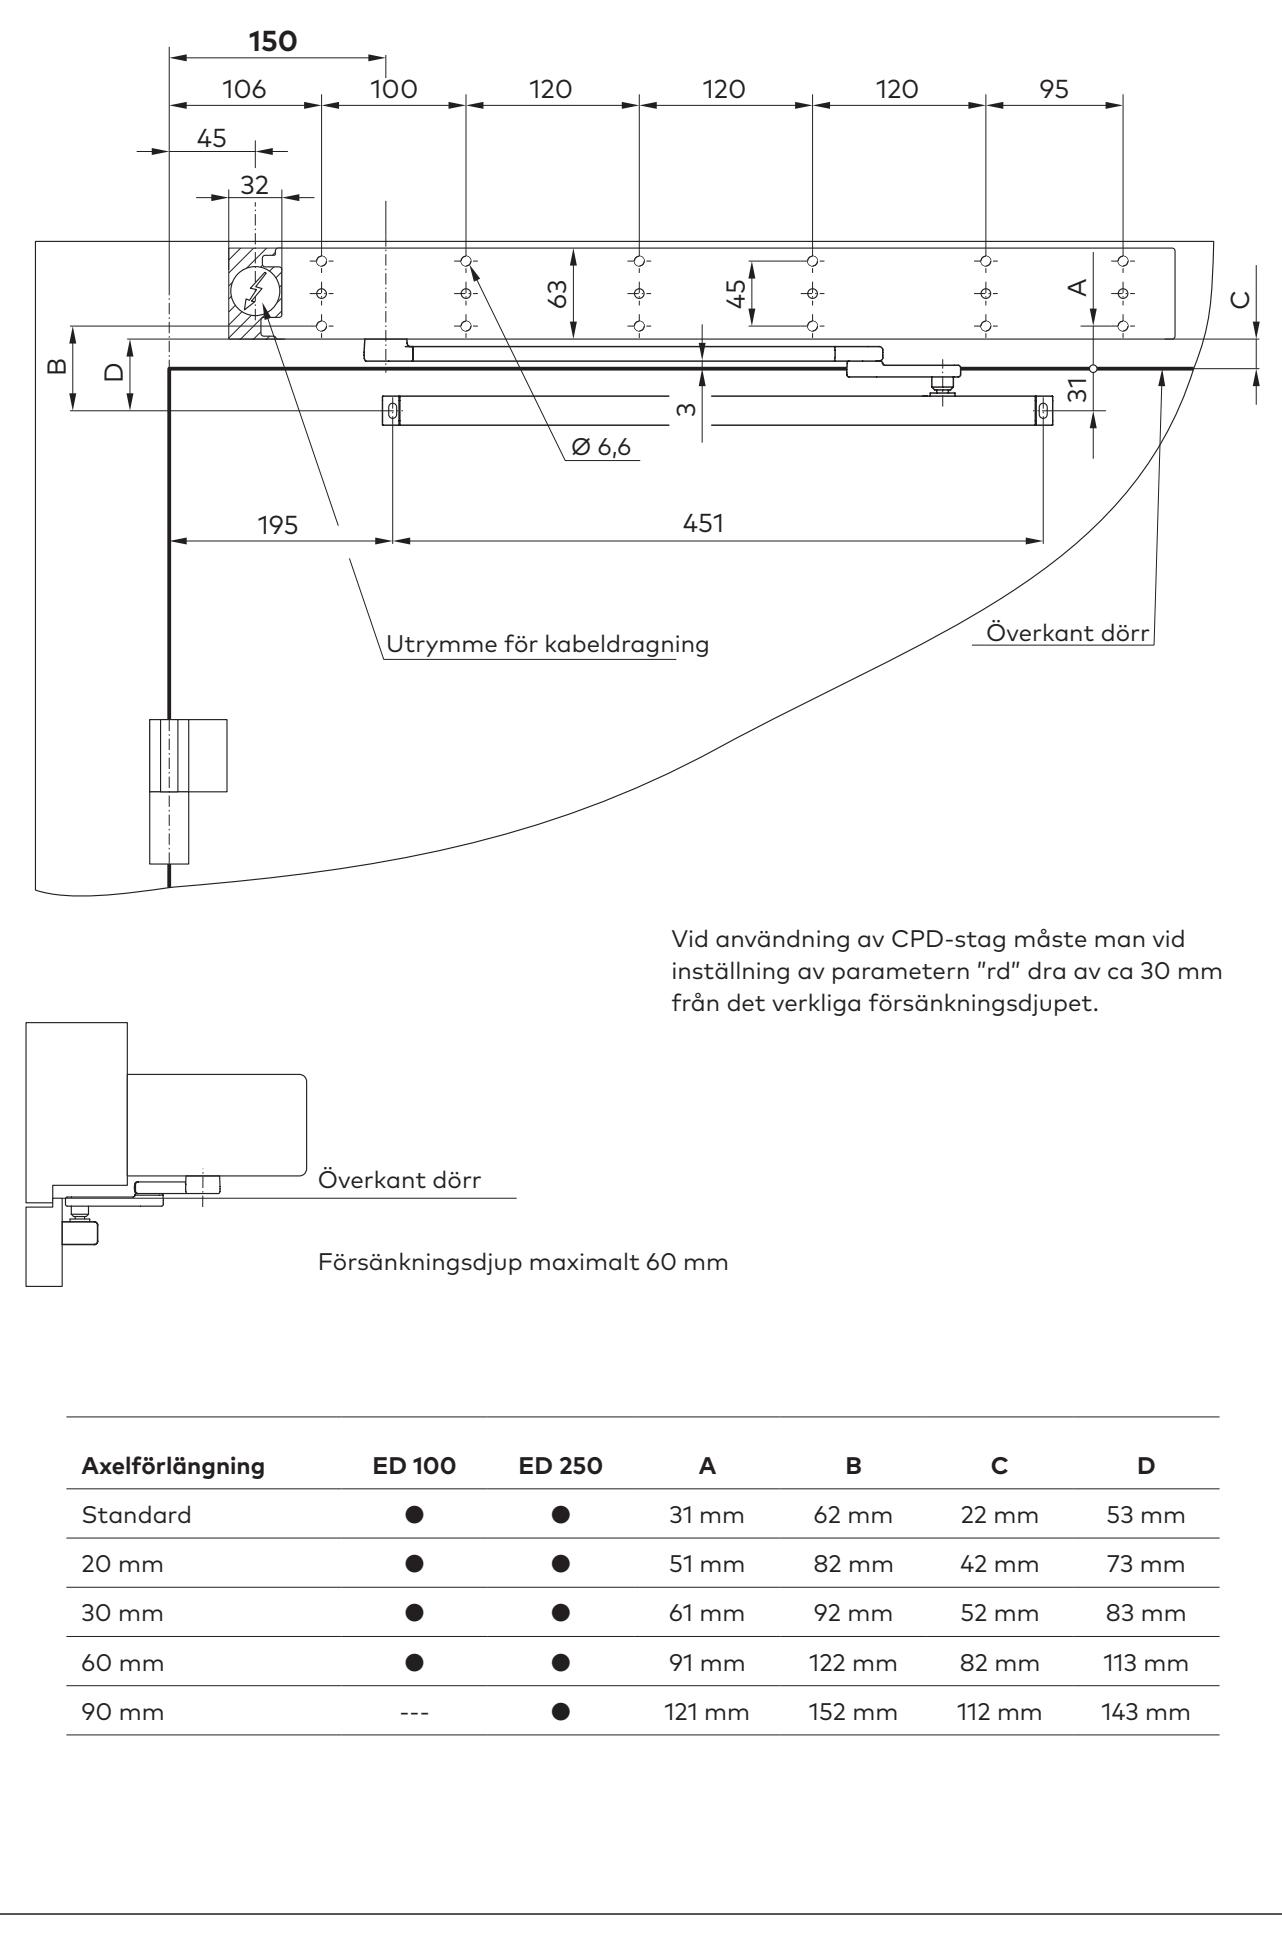 150
106 100 120 120 120 95
45
32
63
45
A
C
B
D
3
31
Ø 6,6
195 451
Utrymme för kabeldragning
Överkant dörr
Vid användning av CPD-stag måste man vid
inställning av parametern ”rd” dra av ca 30 mm
från det verkliga försänkningsdjupet.
Överkant dörr
Försänkningsdjup maximalt 60 mm
Axelförlängning ED 100 ED 250 A B C D
Standard ● ● 31 mm 62 mm 22 mm 53 mm
20 mm ● ● 51 mm 82 mm 42 mm 73 mm
30 mm ● ● 61 mm 92 mm 52 mm 83 mm
60 mm ● ● 91 mm 122 mm 82 mm 113 mm
90 mm --- ● 121 mm 152 mm 112 mm 143 mm